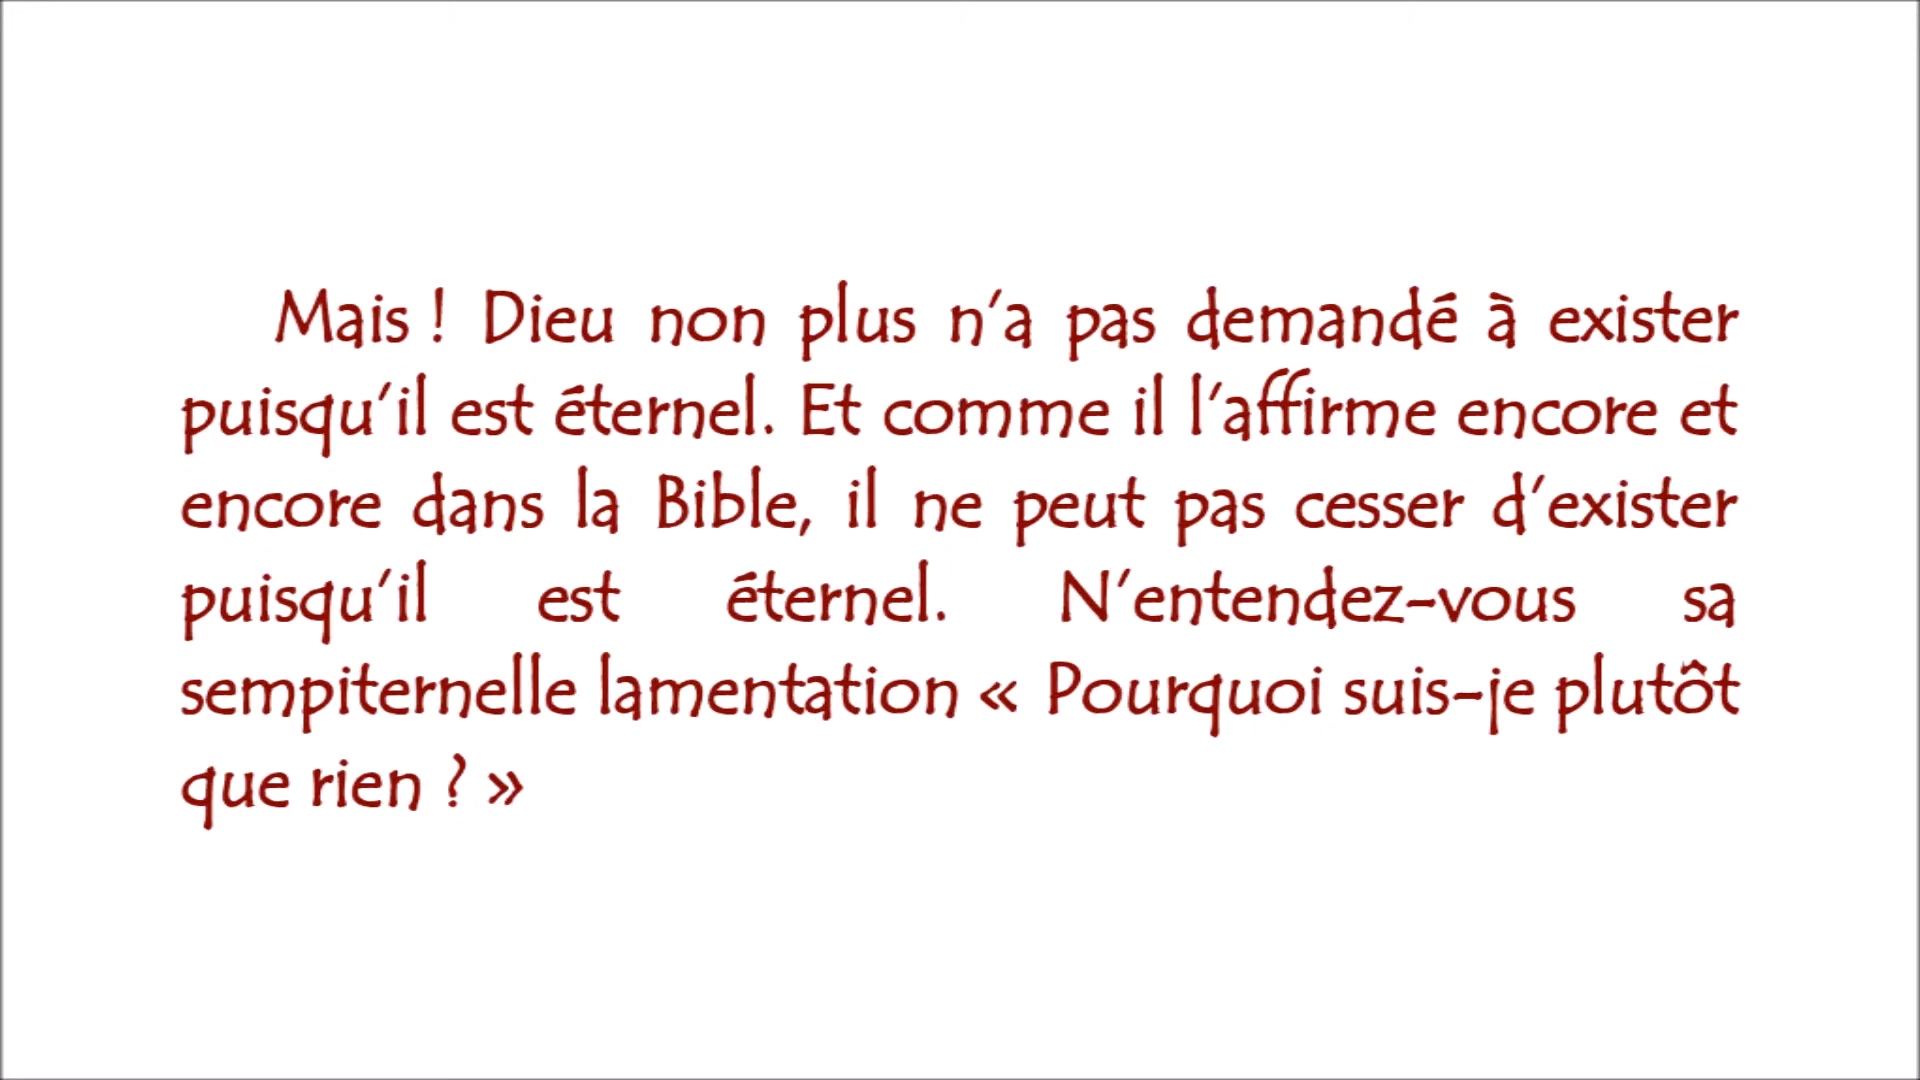 Mais ! Dieu non plus n’a pas demandé à exister
puisqu’il est éternel. Et comme il l’affirme encore et
encore dans la Bible, il ne peut pas cesser d’exister
puisqu’il est éternel. N’entendez-vous sa
sempiternelle lamentation « Pourquoi suis-je plutôt
que rien ? »